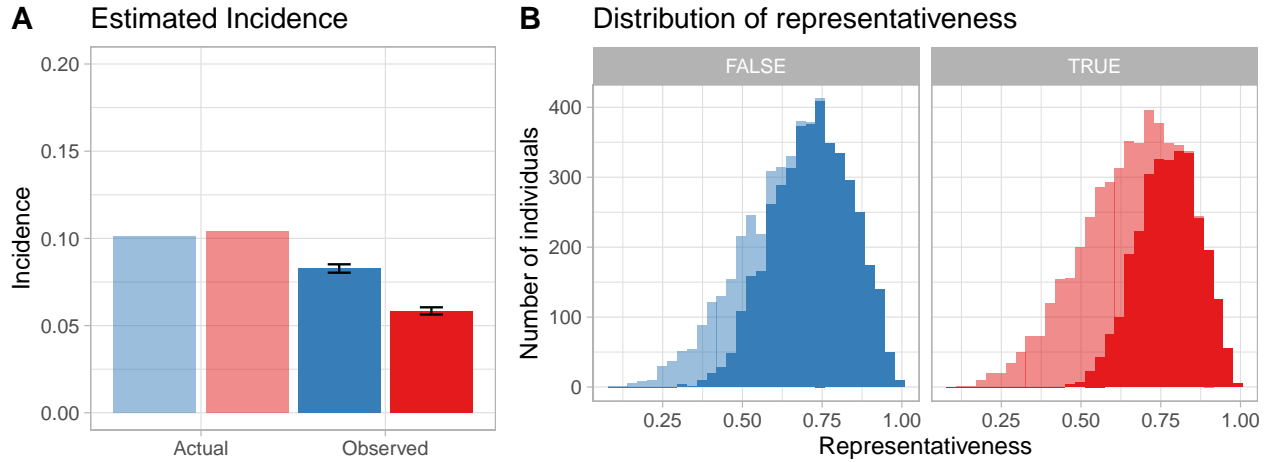 A Estimated Incidence
Incidence
0.20
0.15
0.10
0.05
0.00
Actual Observed
B Distribution of representativeness
FALSE TRUE
Number of individuals
400
300
200
100
0
0.25 0.50 0.75 1.00 0.25 0.50 0.75 1.00
Representativeness